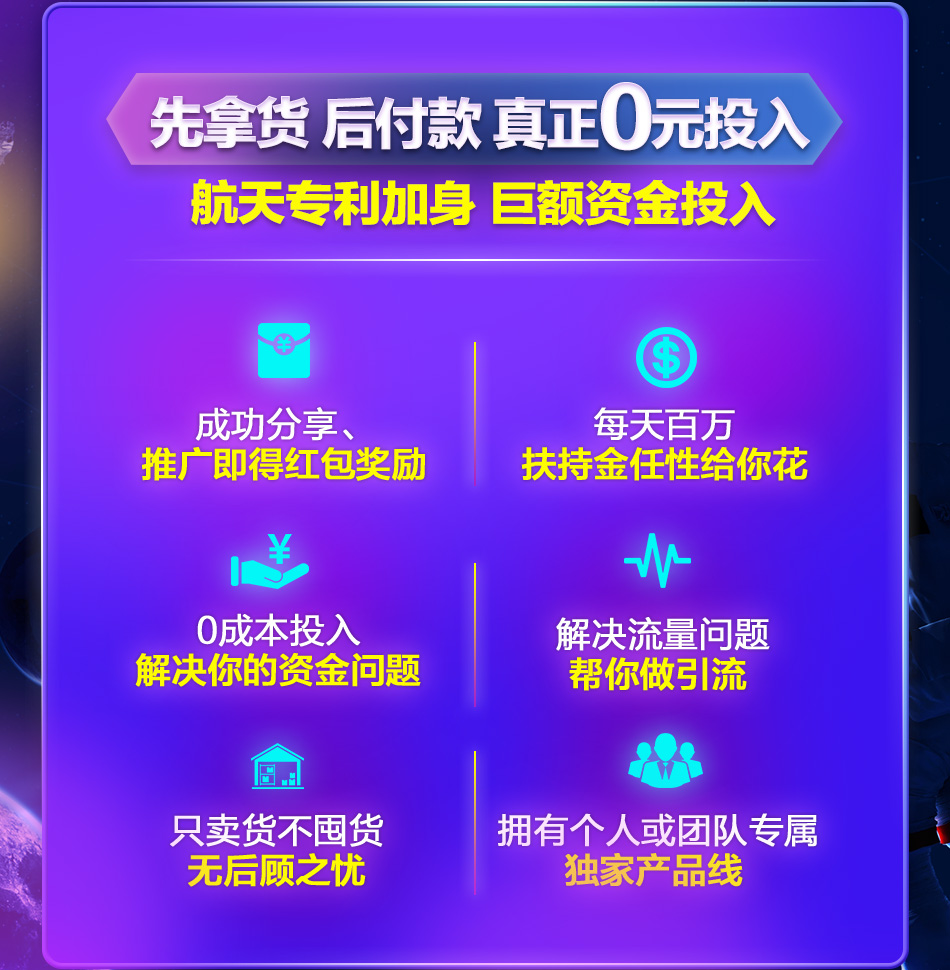 先拿货 后付款 真正0元投入
航天专利加身 巨额资金投入
成功分享、
推广即得红包奖励
每天百万
扶持金任性给你花
0成本投入
解决你的资金问题
解决流量问题
帮你做引流
只卖货不囤货
无后顾之忧
拥有个人或团队专属
独家产品线